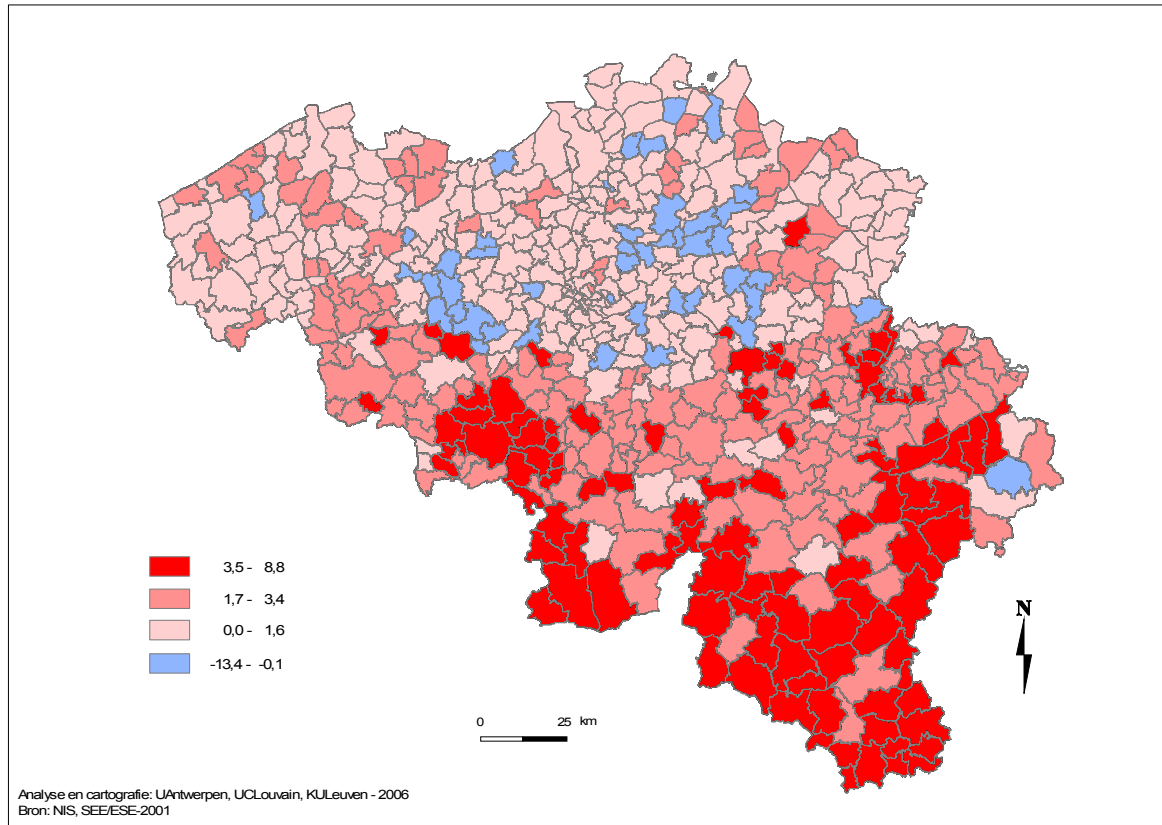 3,5 - 8,8
1,7 - 3,4
0,0 - 1,6
-13,4 - -0,1
N
0 25 km
Analyse en cartografie: UAntwerpen, UCLouvain, KULeuven - 2006
Bron: NIS, SEE/ESE-2001